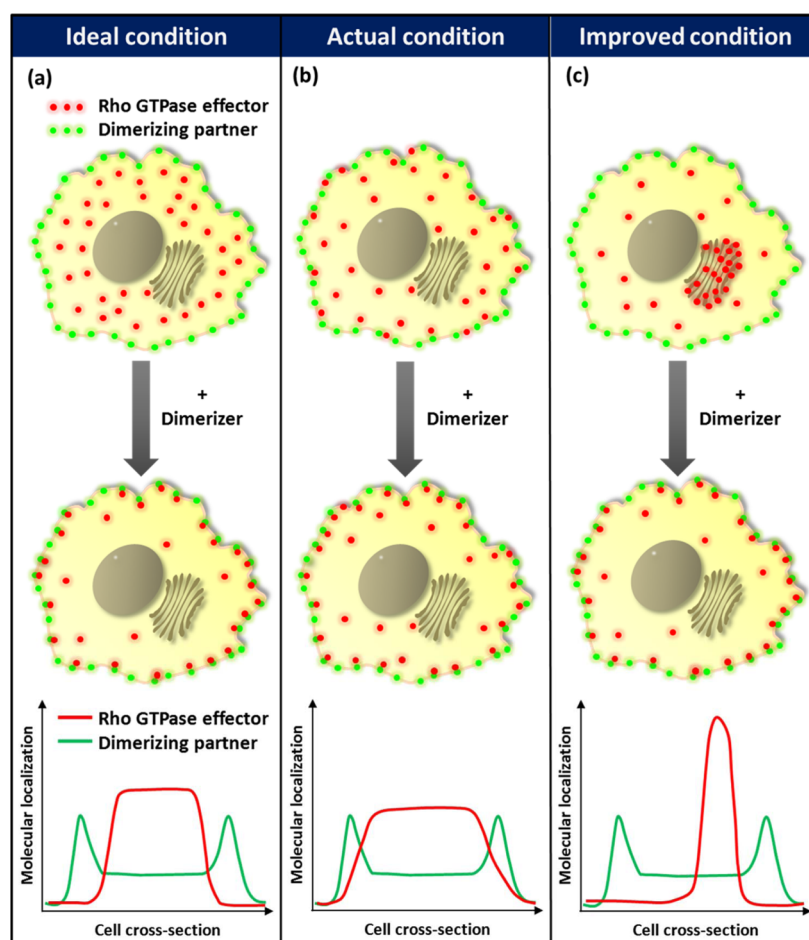 Ideal condition
Actual condition
Improved condition
(a)
(b)
(c)
Rho GTPase effector
Dimerizing partner
+
Dimerizer
+
Dimerizer
+
Dimerizer
Rho GTPase effector
Dimerizing partner
Molecular localization
Cell cross-section
Molecular localization
Cell cross-section
Molecular localization
Cell cross-section